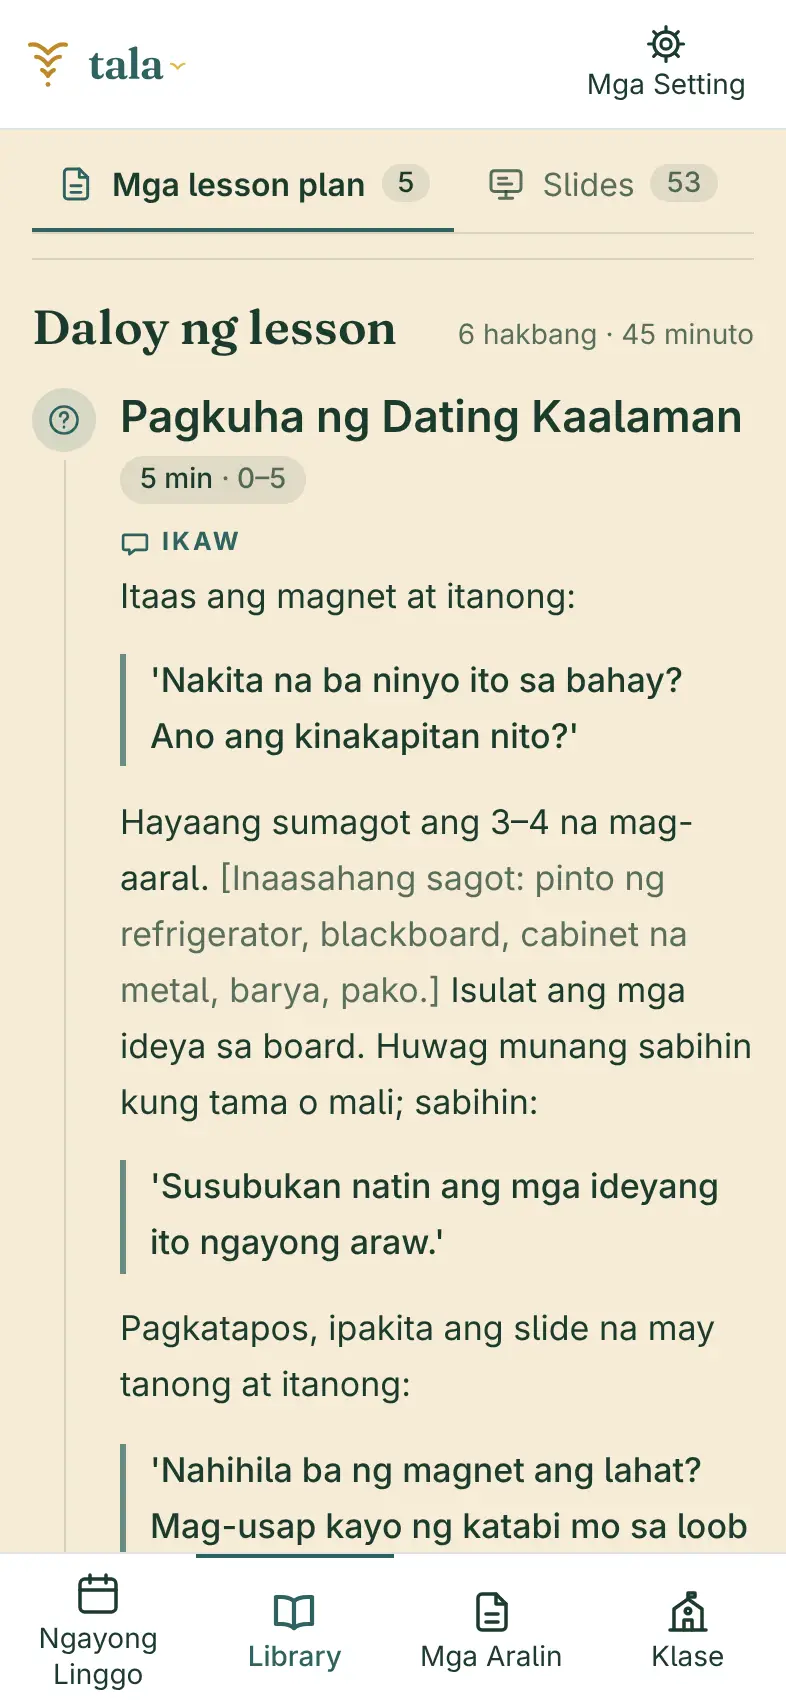 tala
Mga Setting
Mga lesson plan 5
Slides 53
Daloy ng lesson
6 hakbang · 45 minuto
Pagkuha ng Dating Kaalaman
5 min · 0–5
IKAW
Itaas ang magnet at itanong:
'Nakita na ba ninyo ito sa bahay?
Ano ang kinakapitan nito?'
Hayaang sumagot ang 3–4 na mag-
aaral. [Inaasahang sagot: pinto ng
refrigerator, blackboard, cabinet na
metal, barya, pako.] Isulat ang mga
ideya sa board. Huwag munang sabihin
kung tama o mali; sabihin:
'Susubukan natin ang mga ideyang
ito ngayong araw.'
Pagkatapos, ipakita ang slide na may
tanong at itanong:
'Nahihila ba ng magnet ang lahat?
Mag-usap kayo ng katabi mo sa loob
Ngayong
Linggo
Library
Mga Aralin
Klase